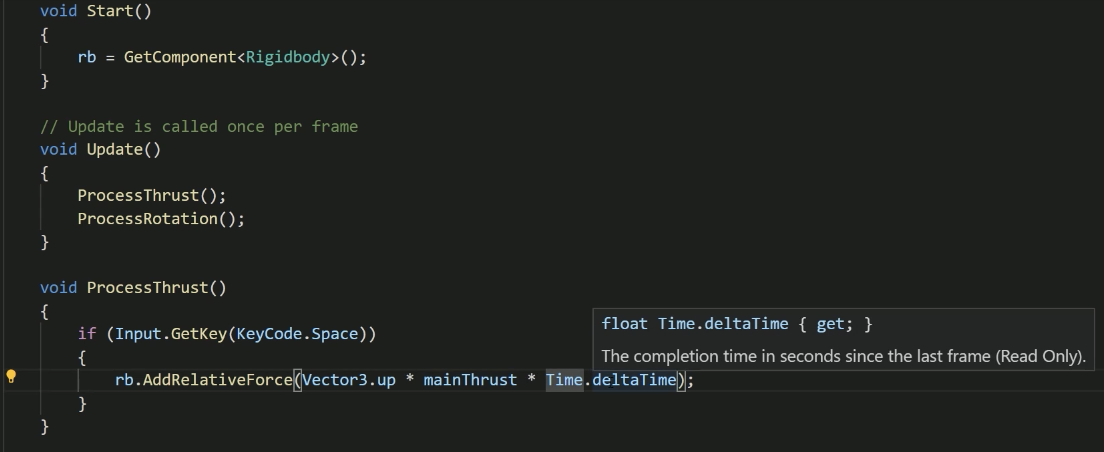 void Start()
{
rb = GetComponent<Rigidbody>();
}
// Update is called once per frame
void Update()
{
ProcessThrust();
ProcessRotation();
}
void ProcessThrust()
{
if (Input.GetKey(KeyCode.Space))
{
float Time.deltaTime { get; }
The completion time in seconds since the last frame (Read Only).
rb.AddRelativeForce(Vector3.up * mainThrust * Time.deltaTime);
}
}